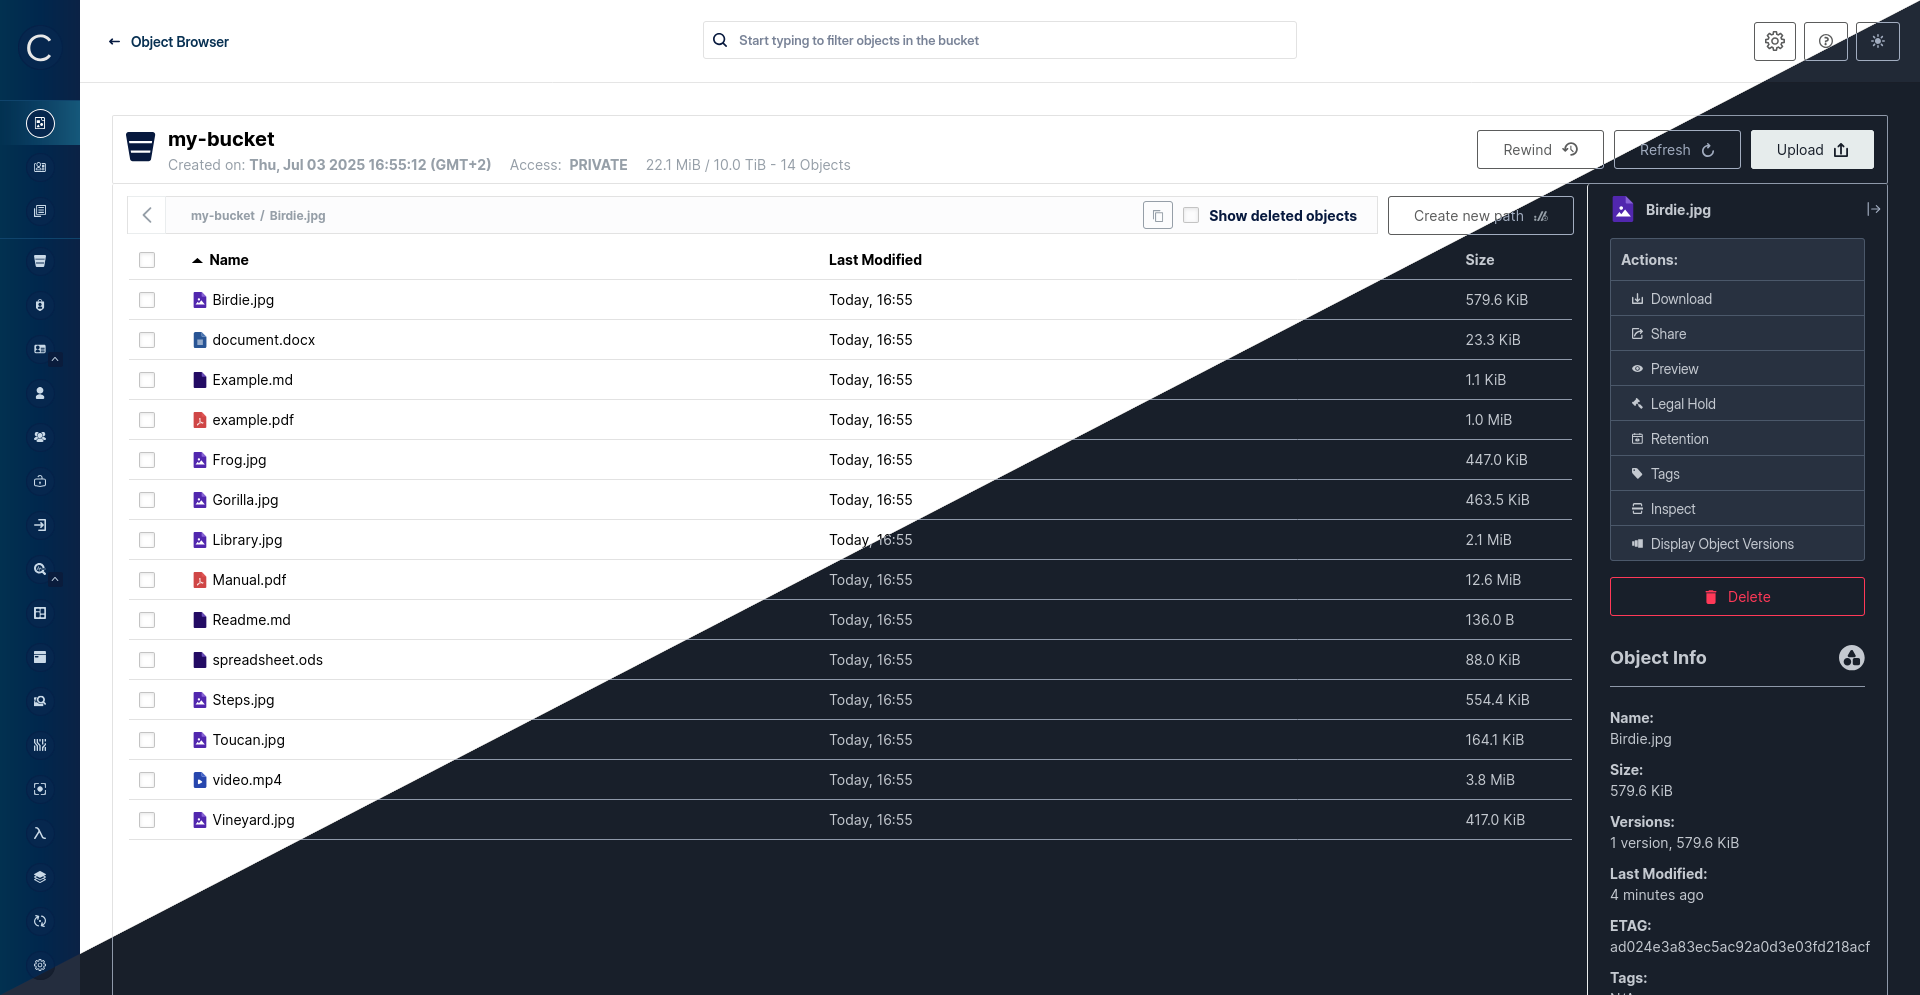 Object Browser
Start typing to filter objects in the bucket
my-bucket
Created on: Thu, Jul 03 2025 16:55:12 (GMT+2) Access: PRIVATE 22.1 MiB / 10.0 TiB - 14 Objects
Rewind Refresh Upload
my-bucket / Birdie.jpg Show deleted objects Create new path
Name Last Modified Size
Birdie.jpg Today, 16:55 579.6 KiB
document.docx Today, 16:55 23.3 KiB
Example.md Today, 16:55 1.1 KiB
example.pdf Today, 16:55 1.0 MiB
Frog.jpg Today, 16:55 447.0 KiB
Gorilla.jpg Today, 16:55 463.5 KiB
Library.jpg Today, 16:55 2.1 MiB
Manual.pdf Today, 16:55 12.6 MiB
Readme.md Today, 16:55 136.0 B
spreadsheet.ods Today, 16:55 88.0 KiB
Steps.jpg Today, 16:55 554.4 KiB
Toucan.jpg Today, 16:55 164.1 KiB
video.mp4 Today, 16:55 3.8 MiB
Vineyard.jpg Today, 16:55 417.0 KiB
Birdie.jpg
Actions:
Download
Share
Preview
Legal Hold
Retention
Tags
Inspect
Display Object Versions
Delete
Object Info
Name:
Birdie.jpg
Size:
579.6 KiB
Versions:
1 version, 579.6 KiB
Last Modified:
4 minutes ago
ETAG:
ad024e3a83ec5ac92a0d3e03fd218acf
Tags: